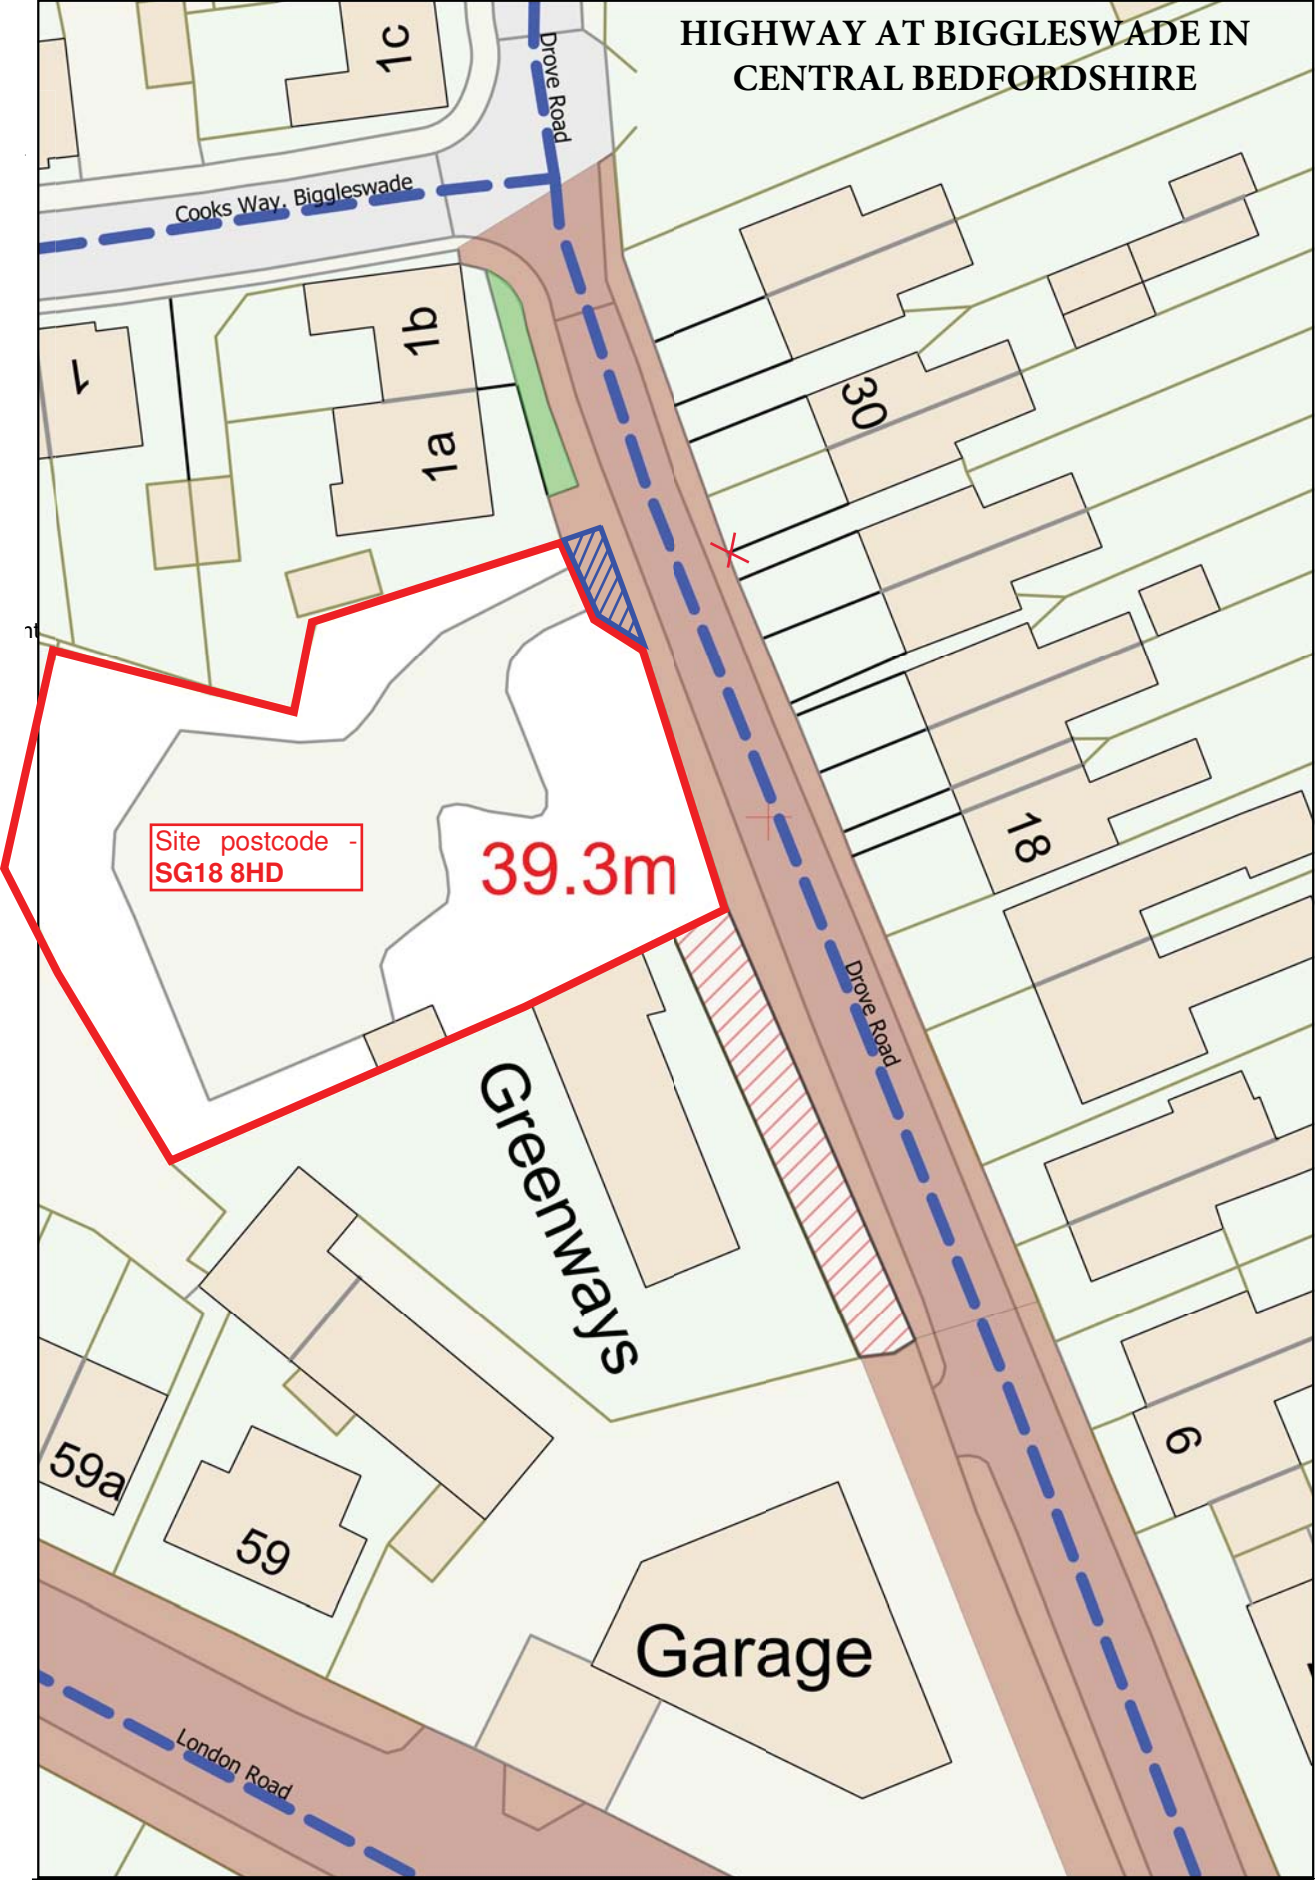 HIGHWAY AT BIGGLESWADE IN
CENTRAL BEDFORDSHIRE
1c
Drove Road
Cooks Way, Biggleswade
1b
1
30
1a
nt
18
Site postcode -
SG18 8HD
39.3m
Drove Road
Greenways
6
59a
59
Garage
London Road